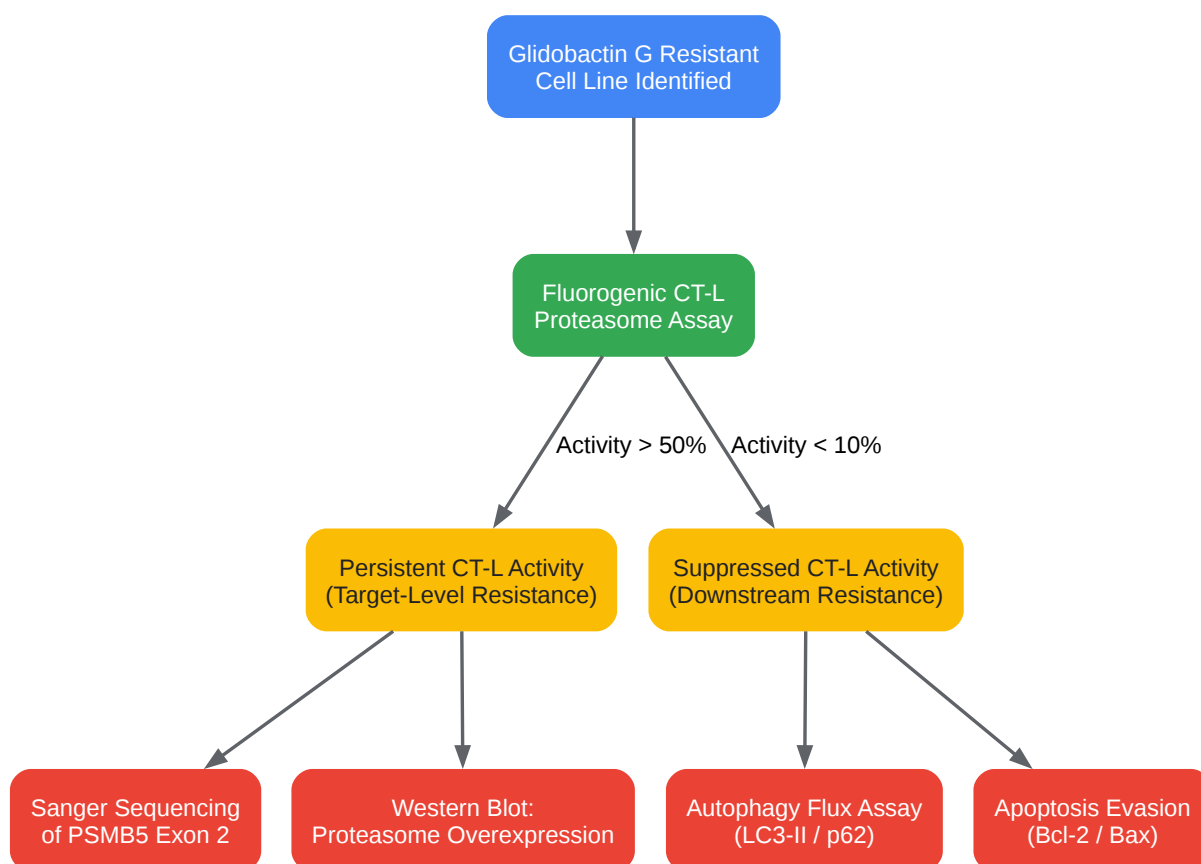 Glidobactin G Resistant
Cell Line Identified
Fluorogenic CT-L
Proteasome Assay
Activity > 50%
Activity < 10%
Persistent CT-L Activity
(Target-Level Resistance)
Suppressed CT-L Activity
(Downstream Resistance)
Sanger Sequencing
of PSMB5 Exon 2
Western Blot:
Proteasome Overexpression
Autophagy Flux Assay
(LC3-II / p62)
Apoptosis Evasion
(Bcl-2 / Bax)